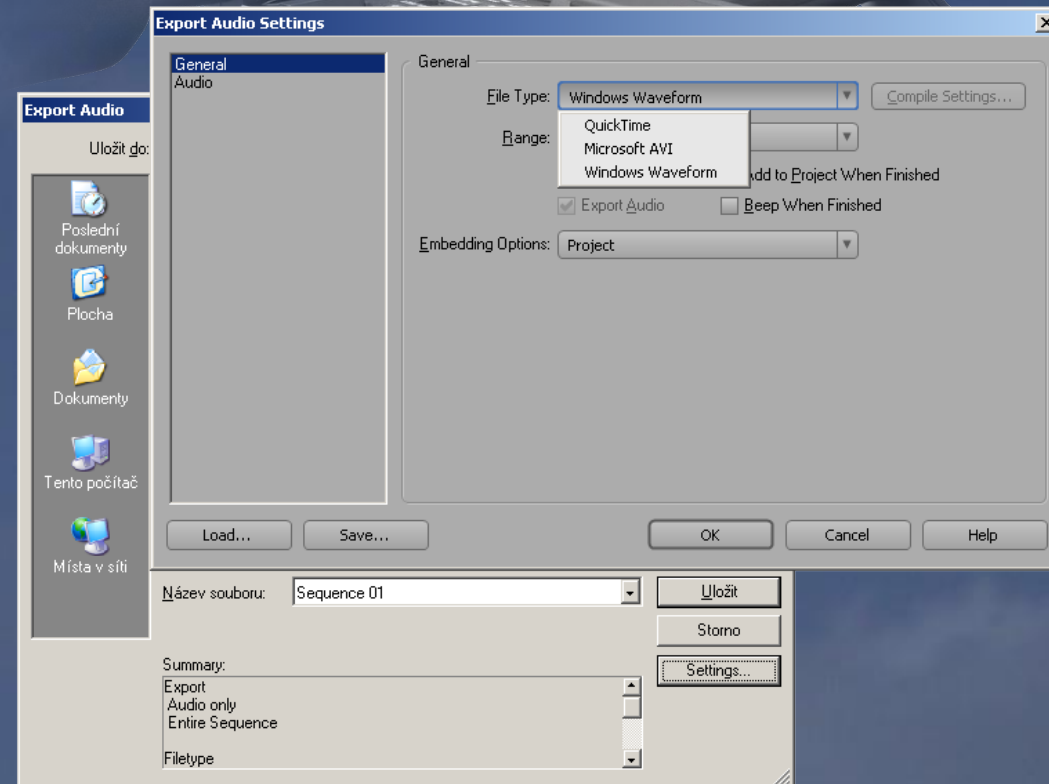 Export Audio Settings
General
Audio
General
File Type:
Windows Waveform
Compile Settings...
QuickTime
Microsoft AVI
Windows Waveform
Range:
Add to Project When Finished
Export Audio
Beep When Finished
Embedding Options:
Project
Load...
Save...
OK
Cancel
Help
Export Audio
Uložit do:
Poslední
dokumenty
Plocha
Dokumenty
Tento počítač
Místa v síti
Název souboru:
Sequence 01
Uložit
Storno
Settings...
Summary:
Export
Audio only
Entire Sequence
Filetype